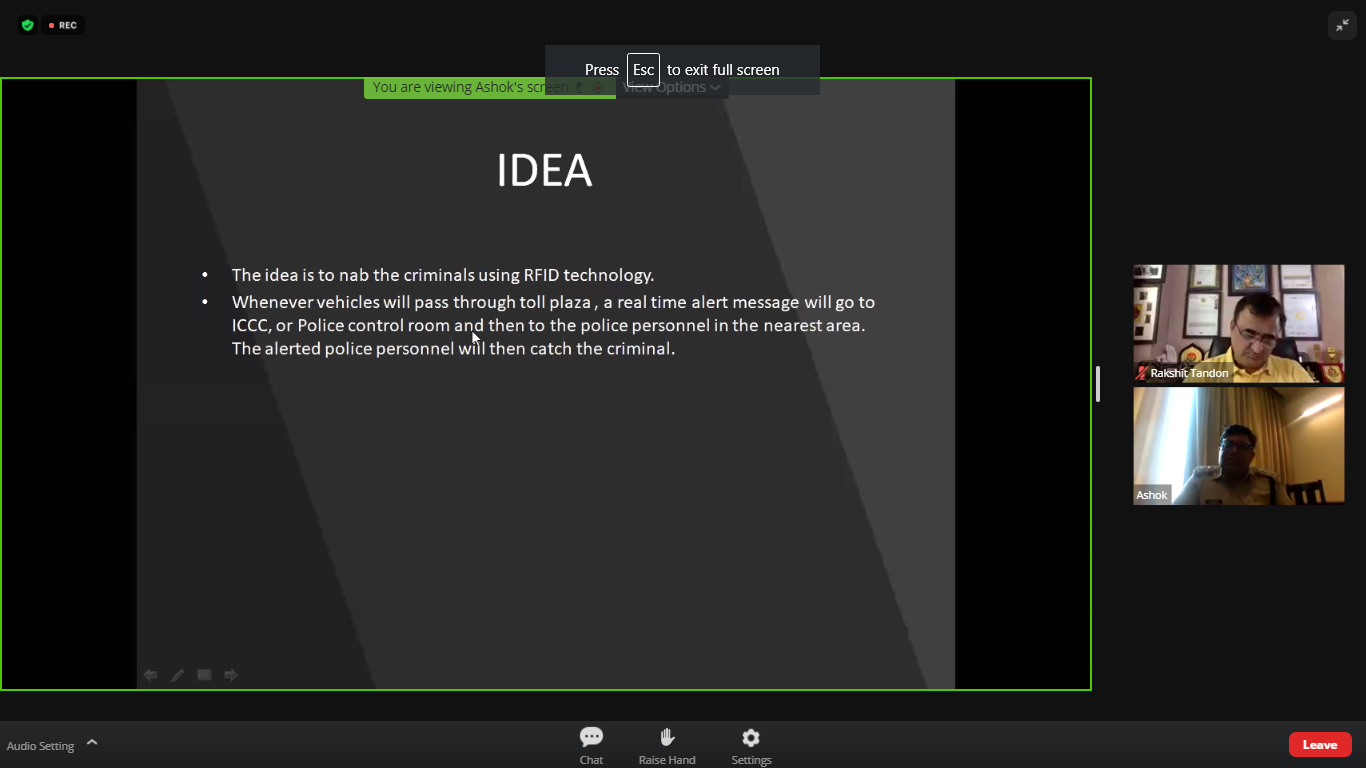 REC
Press Esc to exit full screen
You are viewing Ashok's screen
View Options
IDEA
• The idea is to nab the criminals using RFID technology.
• Whenever vehicles will pass through toll plaza , a real time alert message will go to
ICCC, or Police control room and then to the police personnel in the nearest area.
The alerted police personnel will then catch the criminal.
Rakshit Tandon
Ashok
Audio Setting
Chat
Raise Hand
Settings
Leave